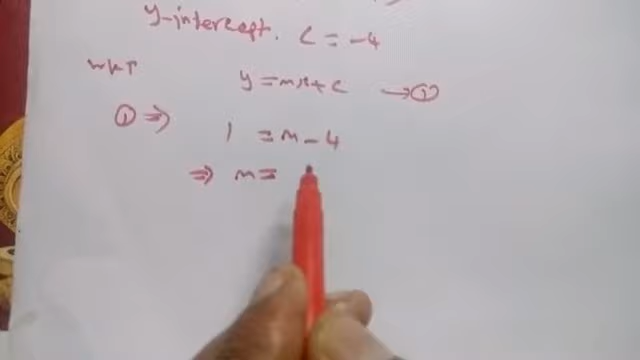 y-intercept. c = -4
WKT
y = mx + c → ①
① ⇒ 1 = m - 4
⇒ m =